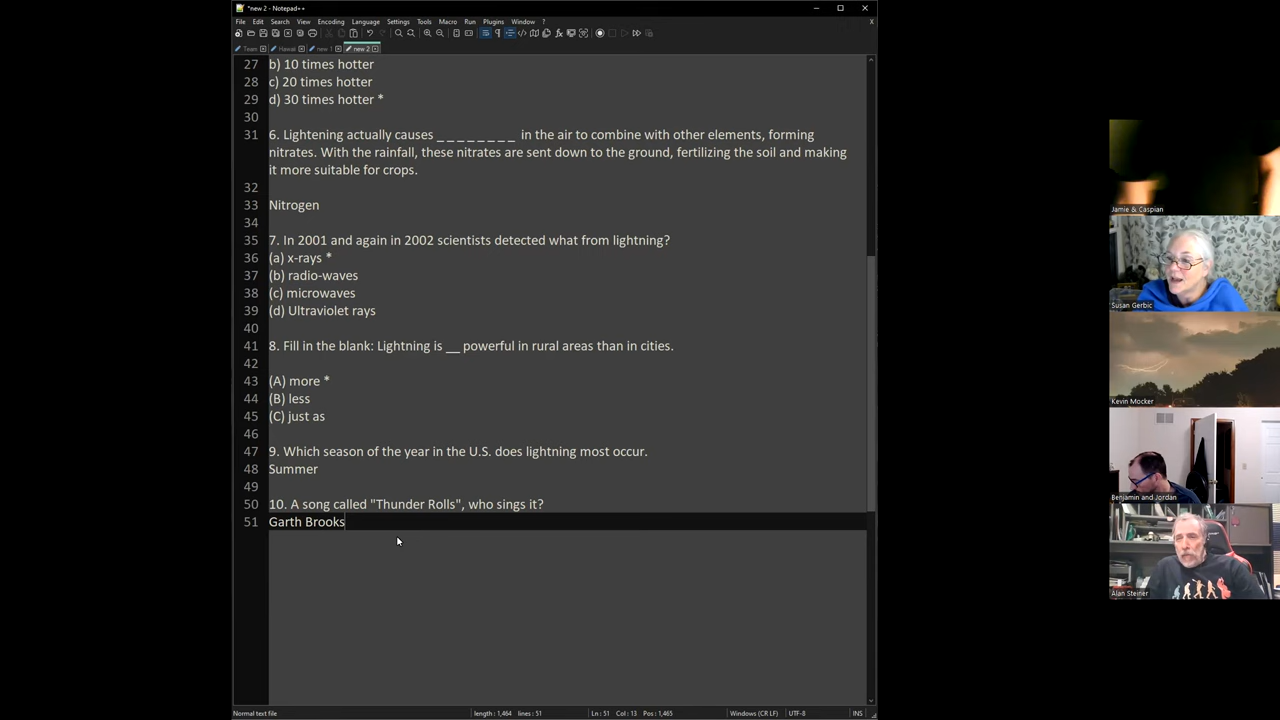 *new 2 - Notepad++
File Edit Search View Encoding Language Settings Tools Macro Run Plugins Window ? X
Team Hawaii new 1 new 2
27 b) 10 times hotter
28 c) 20 times hotter
29 d) 30 times hotter *
30
31 6. Lightening actually causes _ _ _ _ _ _ _ _ in the air to combine with other elements, forming
nitrates. With the rainfall, these nitrates are sent down to the ground, fertilizing the soil and making
it more suitable for crops.
32
33 Nitrogen
34
35 7. In 2001 and again in 2002 scientists detected what from lightning?
36 (a) x-rays *
37 (b) radio-waves
38 (c) microwaves
39 (d) Ultraviolet rays
40
41 8. Fill in the blank: Lightning is __ powerful in rural areas than in cities.
42
43 (A) more *
44 (B) less
45 (C) just as
46
47 9. Which season of the year in the U.S. does lightning most occur.
48 Summer
49
50 10. A song called "Thunder Rolls", who sings it?
51 Garth Brooks
Normal text file length : 1,464 lines : 51 Ln : 51 Col : 13 Pos : 1,465 Windows (CR LF) UTF-8 INS
Jamie & Caspian
Susan Gerbic
Kevin Mocker
Benjamin and Jordan
Alan Steiner